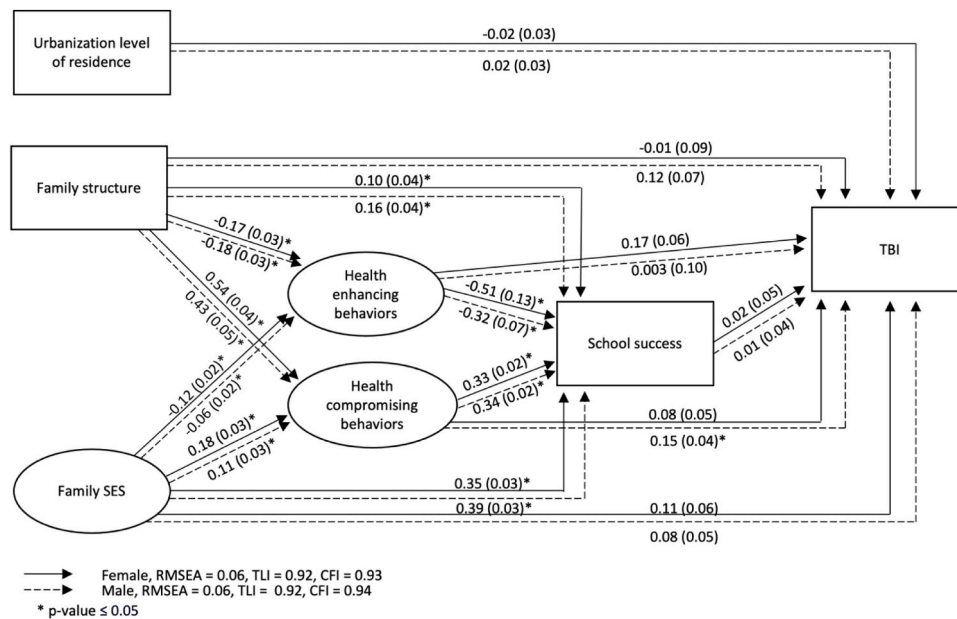 Urbanization level
of residence
-0.02 (0.03)
0.02 (0.03)
Family structure
-0.01 (0.09)
0.12 (0.07)
0.10 (0.04)*
0.16 (0.04)*
-0.17 (0.03)*
-0.18 (0.03)*
0.54 (0.04)*
0.43 (0.05)*
Health
enhancing
behaviors
0.17 (0.06)
0.003 (0.10)
TBI
-0.51 (0.13)*
-0.32 (0.07)*
School success
0.02 (0.05)
0.01 (0.04)
Health
compromising
behaviors
0.33 (0.02)*
0.34 (0.02)*
0.08 (0.05)
0.15 (0.04)*
-0.12 (0.02)*
-0.06 (0.02)*
0.18 (0.03)*
0.11 (0.03)*
Family SES
0.35 (0.03)*
0.39 (0.03)*
0.11 (0.06)
0.08 (0.05)
Female, RMSEA = 0.06, TLI = 0.92, CFI = 0.93
Male, RMSEA = 0.06, TLI = 0.92, CFI = 0.94
* p-value ≤ 0.05